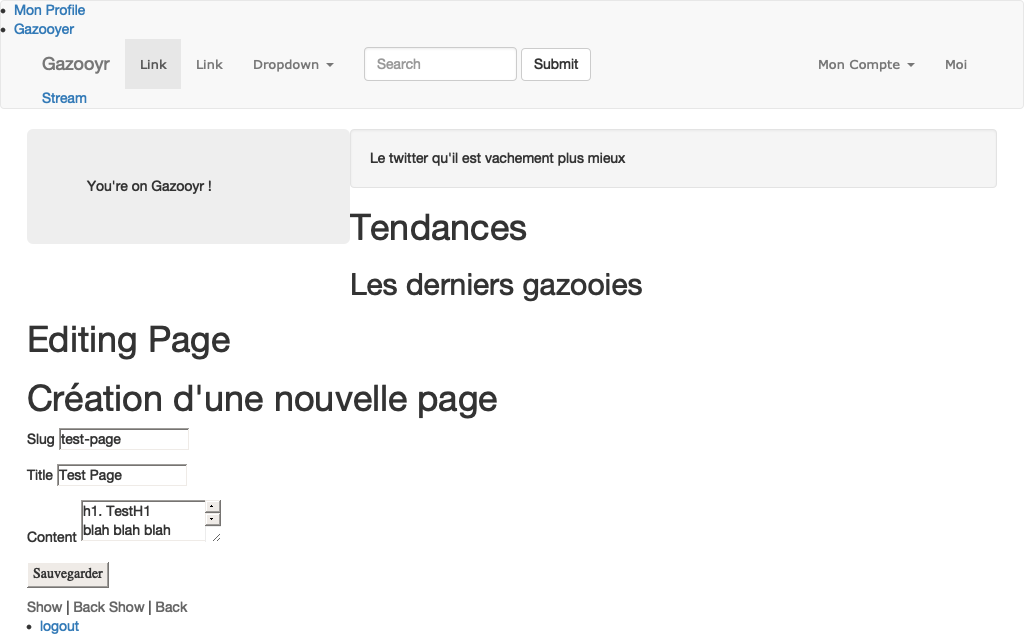 Mon Profile
Gazooyer
Gazooyr Link Link Dropdown Search Submit Mon Compte Moi
Stream
You're on Gazooyr !
Le twitter qu'il est vachement plus mieux
Tendances
Les derniers gazooies
Editing Page
Création d'une nouvelle page
Slug test-page
Title Test Page
Content h1. TestH1
blah blah blah
Sauvegarder
Show | Back Show | Back
logout